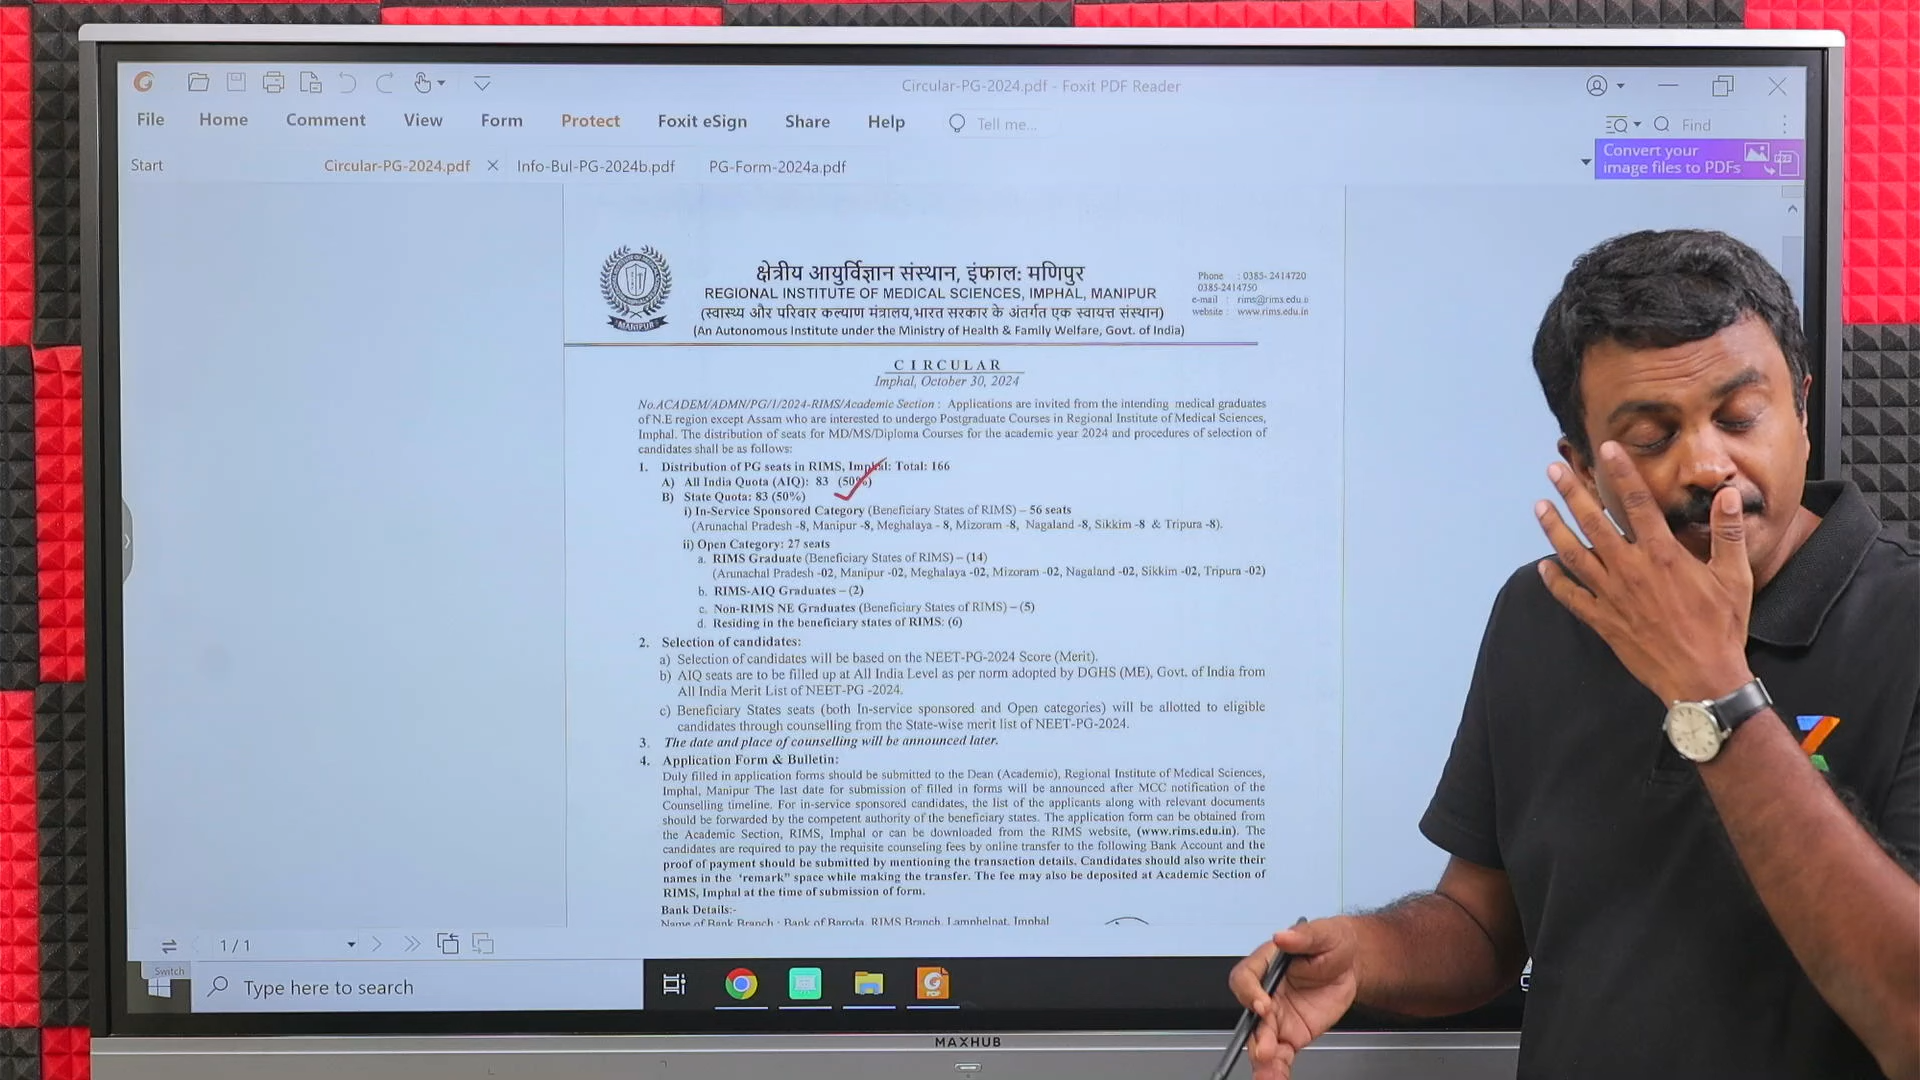 Circular-PG-2024.pdf - Foxit PDF Reader
File Home Comment View Form Protect Foxit eSign Share Help Tell me... Find
Convert your
image files to PDFs
Start Circular-PG-2024.pdf Info-Bul-PG-2024b.pdf PG-Form-2024a.pdf
क्षेत्रीय आयुर्विज्ञान संस्थान, इंफाल: मणिपुर
REGIONAL INSTITUTE OF MEDICAL SCIENCES, IMPHAL, MANIPUR
(स्वास्थ्य और परिवार कल्याण मंत्रालय,भारत सरकार के अंतर्गत एक स्वायत्त संस्थान)
(An Autonomous Institute under the Ministry of Health & Family Welfare, Govt. of India)
MANIPUR
Phone : 0385- 2414720
0385-2414750
e-mail : rims@rims.edu.i
website : www.rims.edu.in
CIRCULAR
Imphal, October 30, 2024
No.ACADEM/ADMN/PG/1/2024-RIMS/Academic Section : Applications are invited from the intending medical graduates
of N.E region except Assam who are interested to undergo Postgraduate Courses in Regional Institute of Medical Sciences,
Imphal. The distribution of seats for MD/MS/Diploma Courses for the academic year 2024 and procedures of selection of
candidates shall be as follows:
1. Distribution of PG seats in RIMS, Imphal: Total: 166
A) All India Quota (AIQ): 83 (50%)
B) State Quota: 83 (50%)
i) In-Service Sponsored Category (Beneficiary States of RIMS) – 56 seats
(Arunachal Pradesh -8, Manipur -8, Meghalaya - 8, Mizoram -8, Nagaland -8, Sikkim -8 & Tripura -8).
ii) Open Category: 27 seats
a. RIMS Graduate (Beneficiary States of RIMS) – (14)
(Arunachal Pradesh -02, Manipur -02, Meghalaya -02, Mizoram -02, Nagaland -02, Sikkim -02, Tripura -02)
b. RIMS-AIQ Graduates – (2)
c. Non-RIMS NE Graduates (Beneficiary States of RIMS) – (5)
d. Residing in the beneficiary states of RIMS: (6)
2. Selection of candidates:
a) Selection of candidates will be based on the NEET-PG-2024 Score (Merit).
b) AIQ seats are to be filled up at All India Level as per norm adopted by DGHS (ME), Govt. of India from
All India Merit List of NEET-PG -2024.
c) Beneficiary States seats (both In-service sponsored and Open categories) will be allotted to eligible
candidates through counselling from the State-wise merit list of NEET-PG-2024.
3. The date and place of counselling will be announced later.
4. Application Form & Bulletin:
Duly filled in application forms should be submitted to the Dean (Academic), Regional Institute of Medical Sciences,
Imphal, Manipur The last date for submission of filled in forms will be announced after MCC notification of the
Counselling timeline. For in-service sponsored candidates, the list of the applicants along with relevant documents
should be forwarded by the competent authority of the beneficiary states. The application form can be obtained from
the Academic Section, RIMS, Imphal or can be downloaded from the RIMS website, (www.rims.edu.in). The
candidates are required to pay the requisite counseling fees by online transfer to the following Bank Account and the
proof of payment should be submitted by mentioning the transaction details. Candidates should also write their
names in the 'remark" space while making the transfer. The fee may also be deposited at Academic Section of
RIMS, Imphal at the time of submission of form.
Bank Details:-
Name of Bank Branch : Bank of Baroda, RIMS Branch, Lamphelpat, Imphal
1 / 1
Switch
Type here to search
MAXHUB